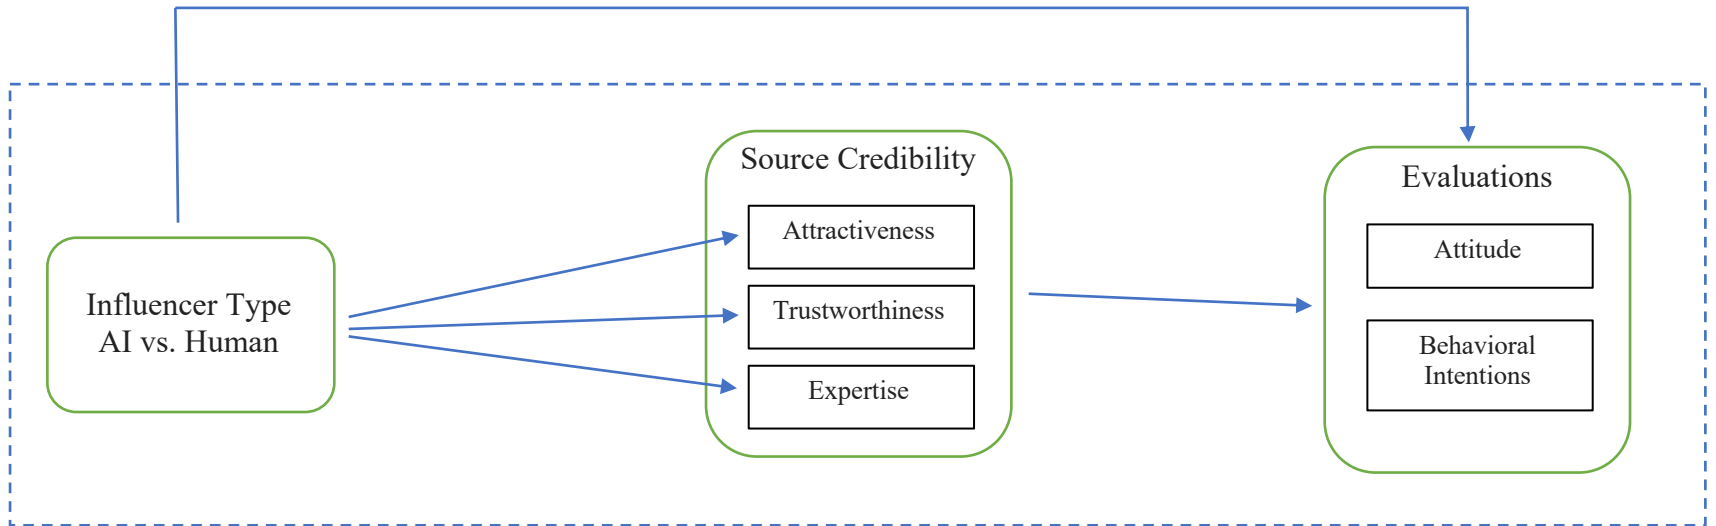 Source Credibility
Evaluations
Attractiveness
Attitude
Influencer Type
AI vs. Human
Trustworthiness
Behavioral
Intentions
Expertise